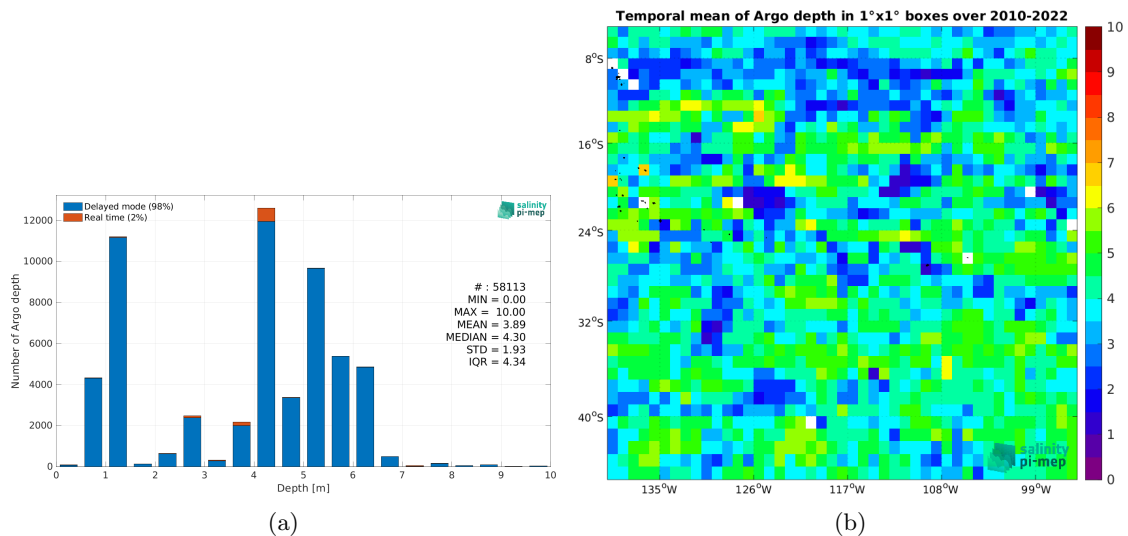 Temporal mean of Argo depth in 1°x1° boxes over 2010-2022
Delayed mode (98%)
Real time (2%)
salinity
pi-mep
# : 58113
MIN = 0.00
MAX = 10.00
MEAN = 3.89
MEDIAN = 4.30
STD = 1.93
IQR = 4.34
Number of Argo depth
12000
10000
8000
6000
4000
2000
0
0 1 2 3 4 5 6 7 8 9 10
Depth [m]
(a)
8°S
16°S
24°S
32°S
40°S
135°W 126°W 117°W 108°W 99°W
salinity
pi-mep
10
9
8
7
6
5
4
3
2
1
0
(b)